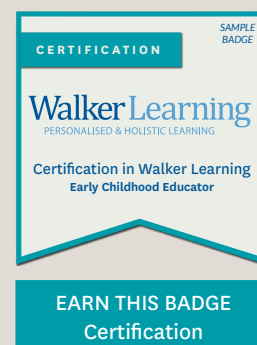 SAMPLE
BADGE
CERTIFICATION
Walker Learning
PERSONALISED & HOLISTIC LEARNING
Certification in Walker Learning
Early Childhood Educator
EARN THIS BADGE
Certification